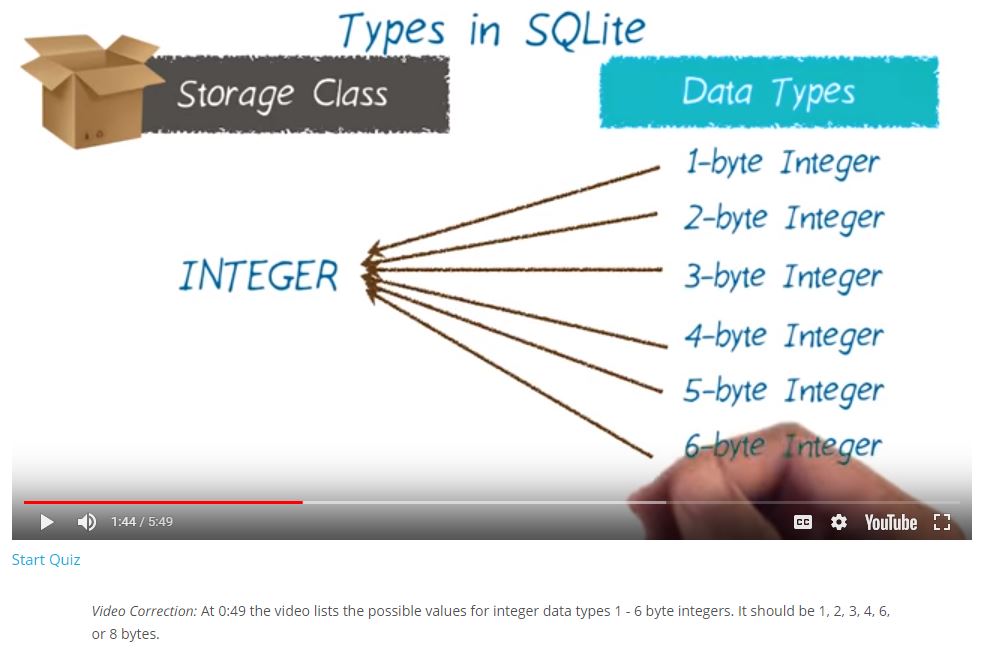 Types in SQLite
Storage Class
Data Types
1-byte Integer
2-byte Integer
INTEGER
3-byte Integer
4-byte Integer
5-byte Integer
6-byte Integer
1:44 / 5:49
CC
YouTube
Start Quiz
Video Correction: At 0:49 the video lists the possible values for integer data types 1 - 6 byte integers. It should be 1, 2, 3, 4, 6,
or 8 bytes.